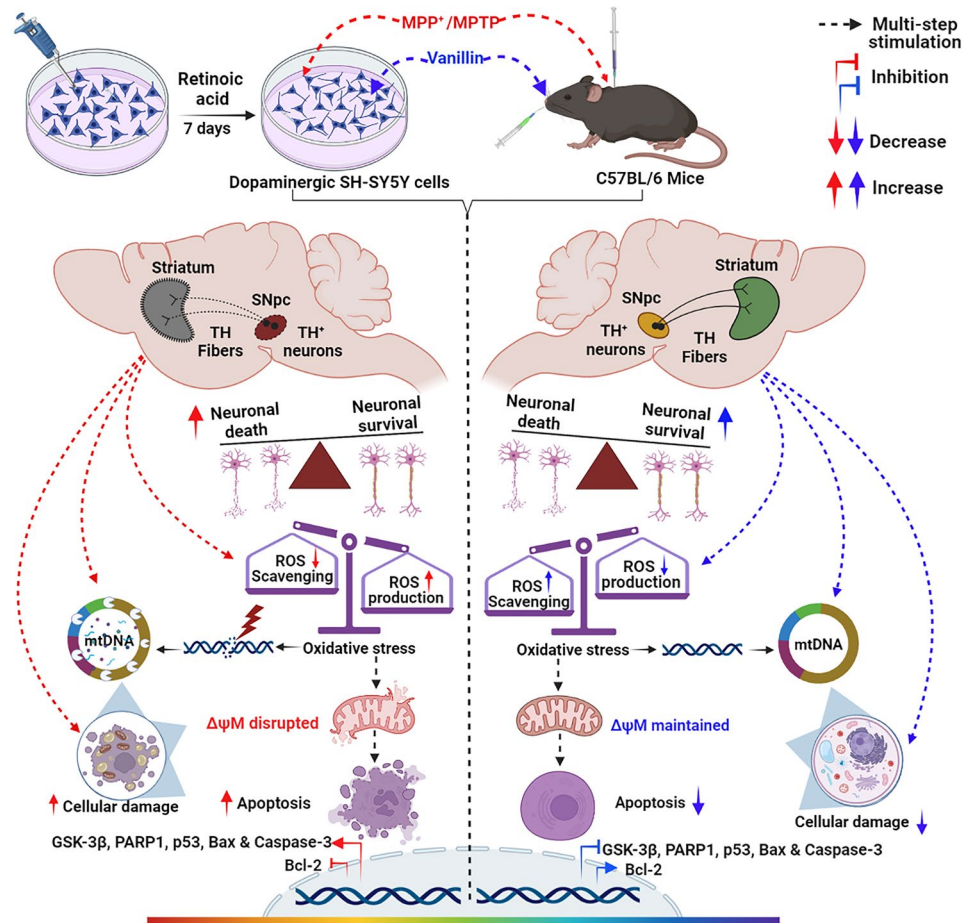 MPP⁺/MPTP
Vanillin
Retinoic
acid
7 days
Dopaminergic SH-SY5Y cells
C57BL/6 Mice
Multi-step
stimulation
Inhibition
Decrease
Increase
Striatum
SNpc
TH
Fibers
TH⁺
neurons
Neuronal
death
Neuronal
survival
ROS
Scavenging
ROS
production
mtDNA
Oxidative stress
ΔψM disrupted
Cellular damage
Apoptosis
GSK-3β, PARP1, p53, Bax & Caspase-3
Bcl-2
Striatum
SNpc
TH⁺
neurons
TH
Fibers
Neuronal
death
Neuronal
survival
ROS
Scavenging
ROS
production
Oxidative stress
mtDNA
ΔψM maintained
Apoptosis
Cellular damage
GSK-3β, PARP1, p53, Bax & Caspase-3
Bcl-2